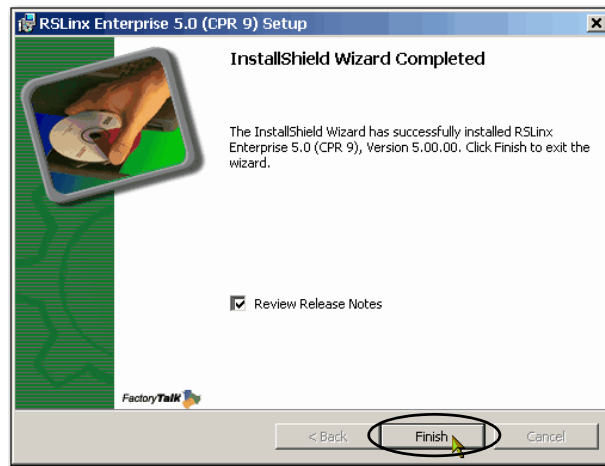 RSLinx Enterprise 5.0 (CPR 9) Setup
InstallShield Wizard Completed
The InstallShield Wizard has successfully installed RSLinx
Enterprise 5.0 (CPR 9), Version 5.00.00. Click Finish to exit the
wizard.
Review Release Notes
FactoryTalk
< Back Finish Cancel